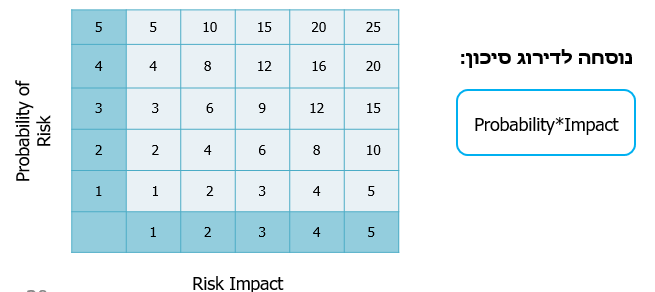 5 5 10 15 20 25
4 4 8 12 16 20
3 3 6 9 12 15
2 2 4 6 8 10
1 1 2 3 4 5
1 2 3 4 5
Probability of
Risk
Risk Impact
נוסחה לדירוג סיכון:
Probability*Impact